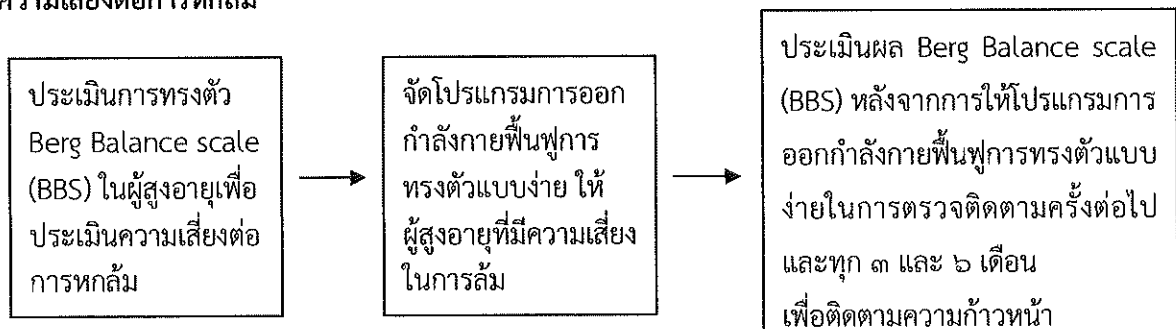 ความเสี่ยงต่อการหกล้ม
ประเมินการทรงตัว
Berg Balance scale
(BBS) ในผู้สูงอายุเพื่อ
ประเมินความเสี่ยงต่อ
การหกล้ม
จัดโปรแกรมการออก
กำลังกายฟื้นฟูการ
ทรงตัวแบบง่าย ให้
ผู้สูงอายุที่มีความเสี่ยง
ในการล้ม
ประเมินผล Berg Balance scale
(BBS) หลังจากการให้โปรแกรมการ
ออกกำลังกายฟื้นฟูการทรงตัวแบบ
ง่ายในการตรวจติดตามครั้งต่อไป
และทุก ๓ และ ๖ เดือน
เพื่อติดตามความก้าวหน้า